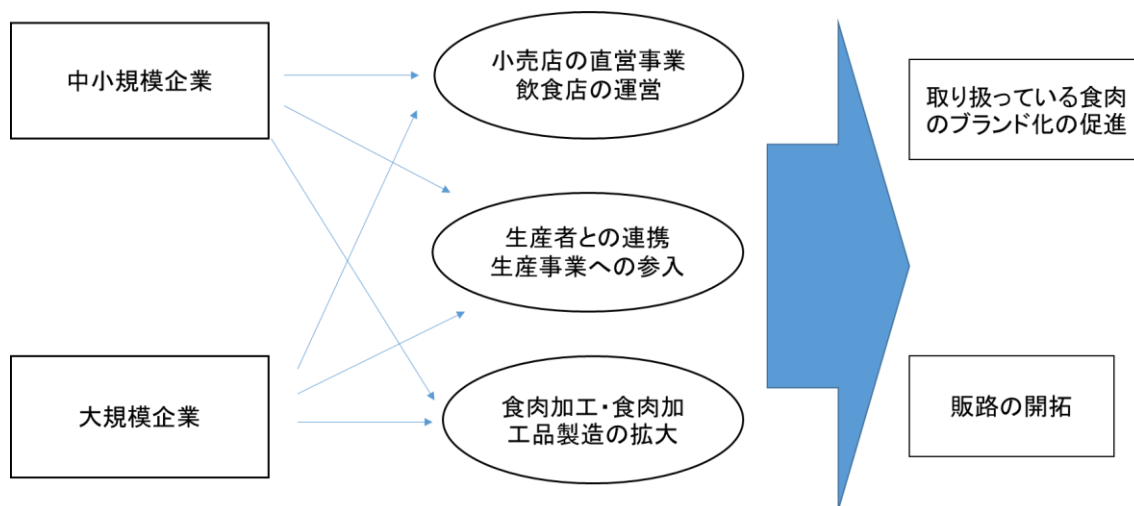 中小規模企業
小売店の直営事業
飲食店の運営
取り扱っている食肉
のブランド化の促進
生産者との連携
生産事業への参入
大規模企業
食肉加工・食肉加
工品製造の拡大
販路の開拓